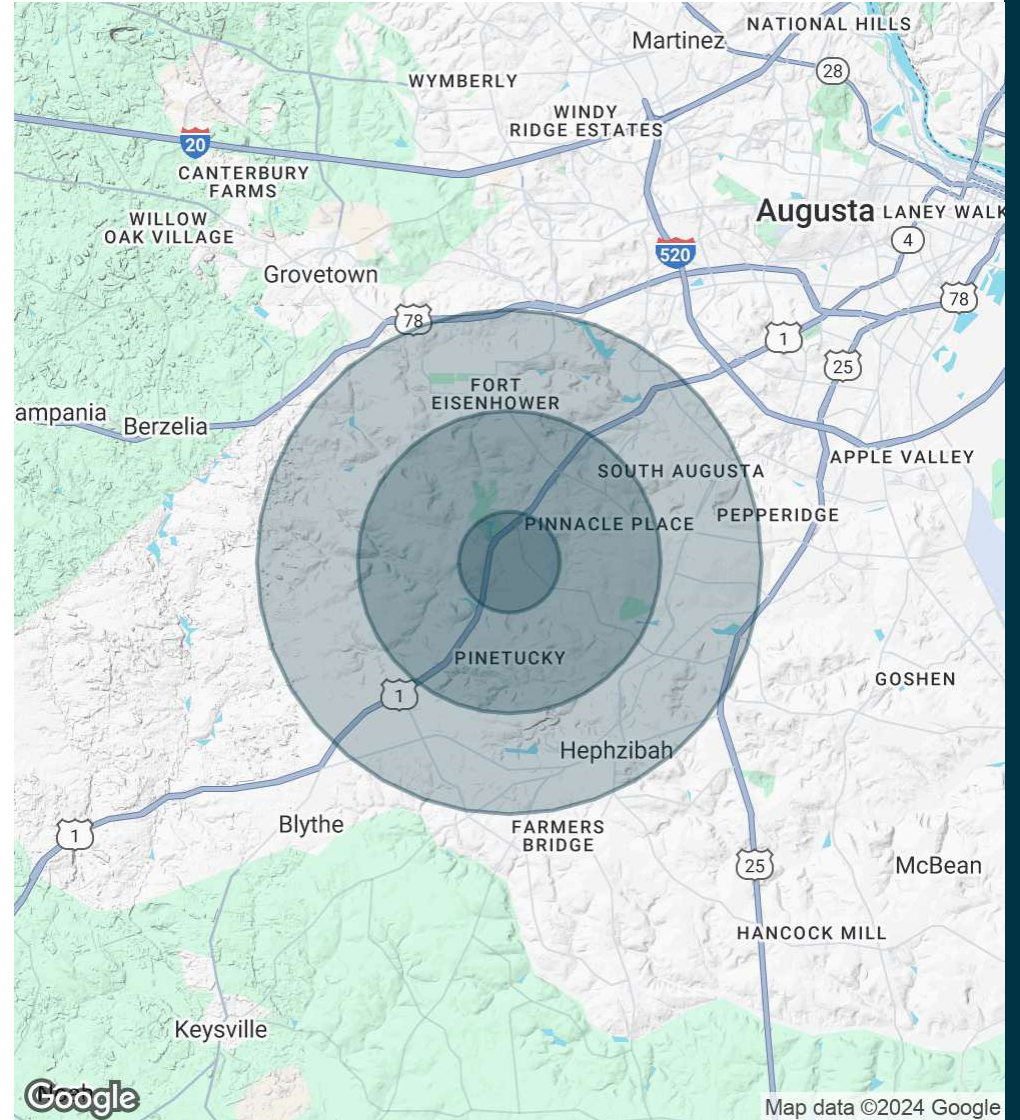 NATIONAL HILLS
Martinez
28
WYMBERLY
WINDY
RIDGE ESTATES
20
CANTERBURY
FARMS
WILLOW
OAK VILLAGE
Augusta
LANEY WALK
4
520
Grovetown
78
78
1
25
FORT
EISENHOWER
ampania
Berzelia
APPLE VALLEY
SOUTH AUGUSTA
PINNACLE PLACE
PEPPERIDGE
PINETUCKY
GOSHEN
1
Hephzibah
Blythe
FARMERS
BRIDGE
1
25
McBean
HANCOCK MILL
Keysville
Google
Map data ©2024 Google